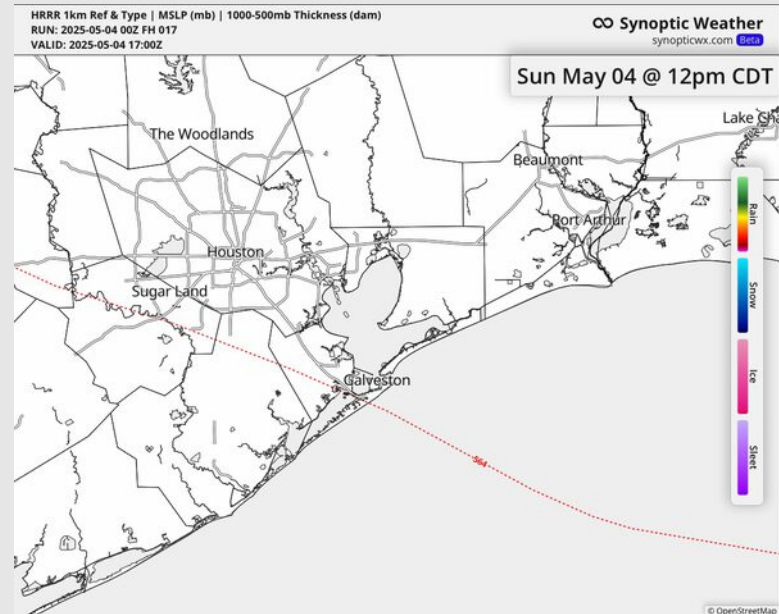 HRRR 1km Ref & Type | MSLP (mb) | 1000-500mb Thickness (dam)
RUN: 2025-05-04 00Z FH 017
VALID: 2025-05-04 17:00Z
Synoptic Weather
synopticwx.com Beta
Sun May 04 @ 12pm CDT
Lake Cha
The Woodlands
Beaumont
Port Arthur
Houston
Sugar Land
Galveston
564
Rain
Snow
Ice
Sleet
© OpenStreetMap